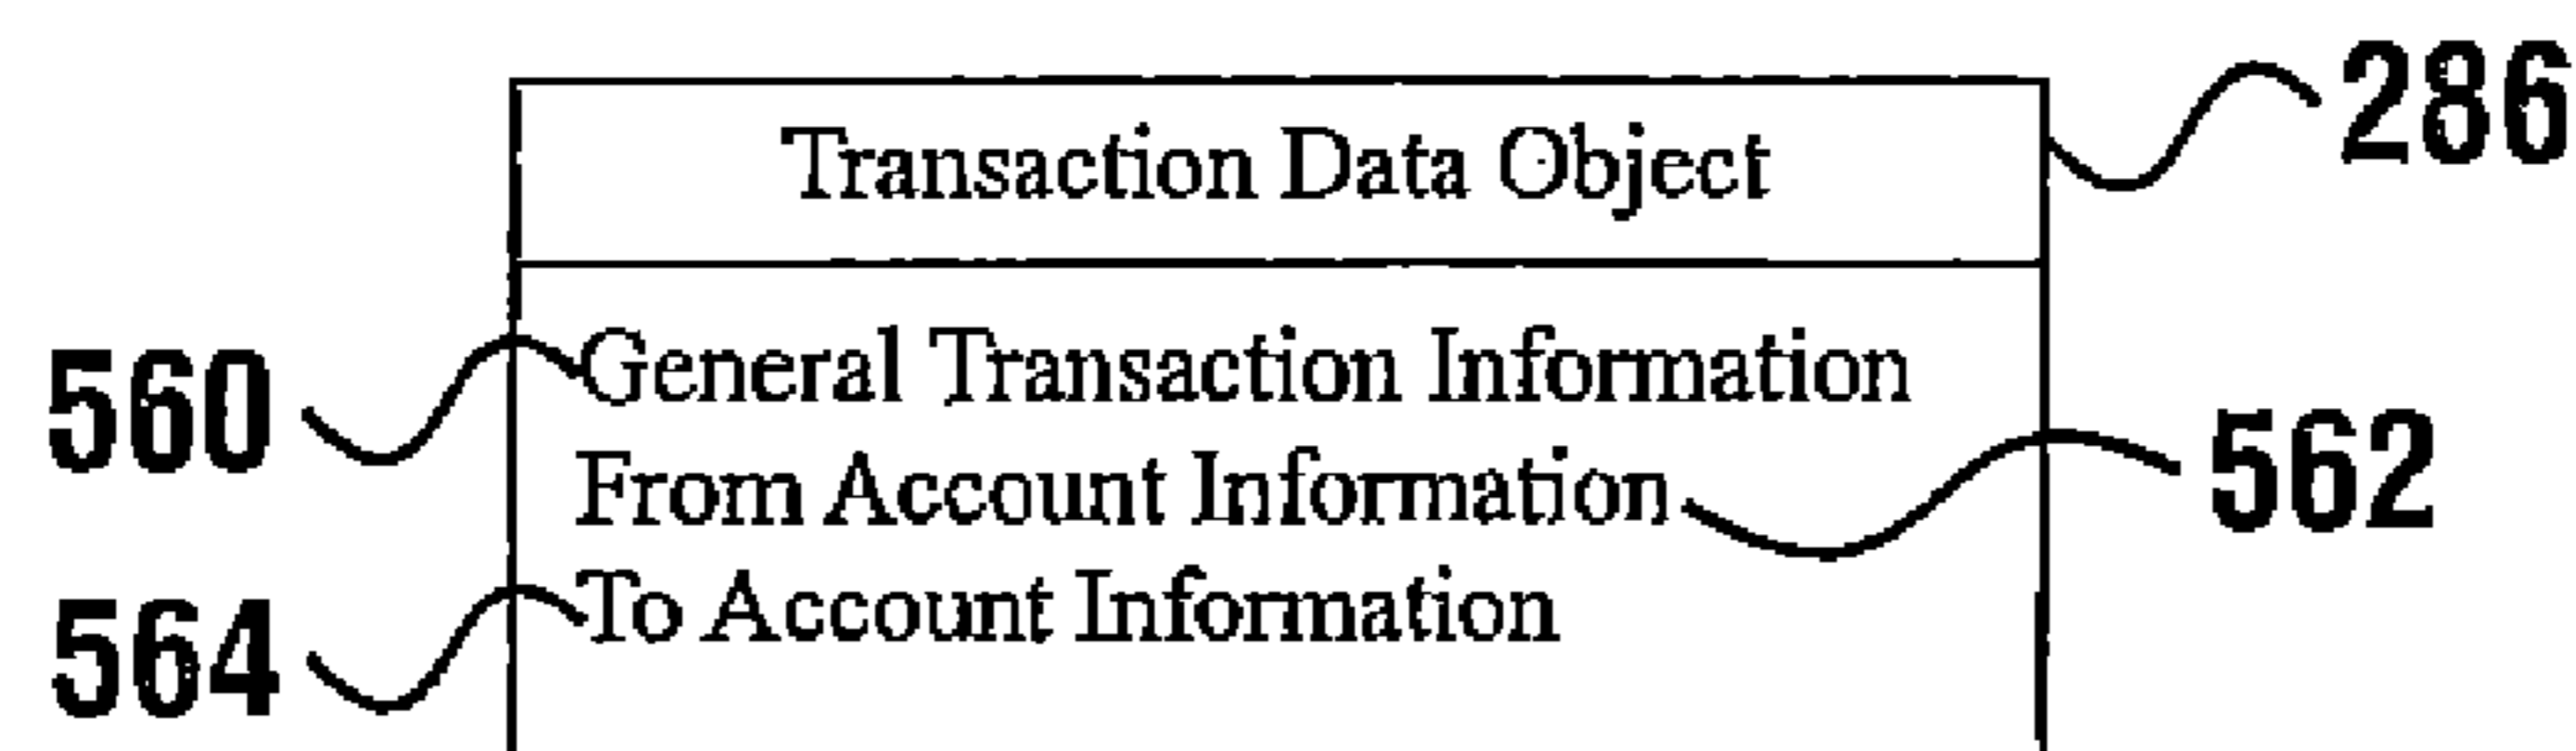 Transaction Data Object 286
560 General Transaction Information
From Account Information 562
564 To Account Information